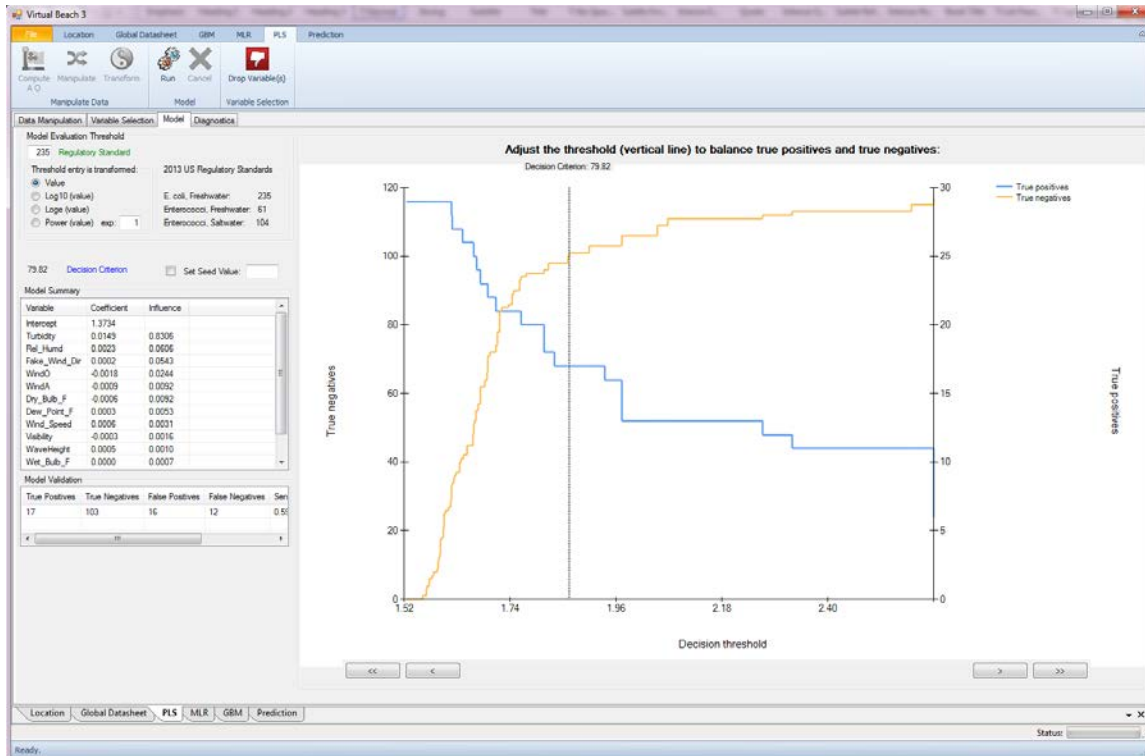 Virtual Beach 3
File Location Global Datasheet GBM MLR PLS Prediction
Compute A O Manipulate Transform Run Cancel Drop Variable(s)
Manipulate Data Model Variable Selection
Data Manipulation Variable Selection Model Diagnostics
Model Evaluation Threshold
235 Regulatory Standard
Threshold entry is transformed: 2013 US Regulatory Standards
Value
Log10 (value) E. coli, Freshwater: 235
Loge (value) Enterococci, Freshwater: 61
Power (value) exp: 1 Enterococci, Saltwater: 104
79.82 Decision Criterion Set Seed Value:
Model Summary
Variable Coefficient Influence
Intercept 1.3734
Turbidity 0.0149 0.8306
Rel_Humd 0.0023 0.0606
Fake_Wind_Dir 0.0002 0.0543
WindO -0.0018 0.0244
WindA -0.0009 0.0092
Dry_Bulb_F -0.0006 0.0092
Dew_Point_F 0.0003 0.0053
Wind_Speed 0.0006 0.0031
Visibility -0.0003 0.0016
WaveHeight 0.0005 0.0010
Wet_Bulb_F 0.0000 0.0007
Model Validation
True Positives True Negatives False Positives False Negatives Sen
17 103 16 12 0.59
Adjust the threshold (vertical line) to balance true positives and true negatives:
Decision Criterion: 79.82
True positives
True negatives
120
100
80
60
40
20
0
True negatives
30
25
20
15
10
5
0
True positives
1.52 1.74 1.96 2.18 2.40
Decision threshold
<< < > >>
Location Global Datasheet PLS MLR GBM Prediction
Status:
Ready.